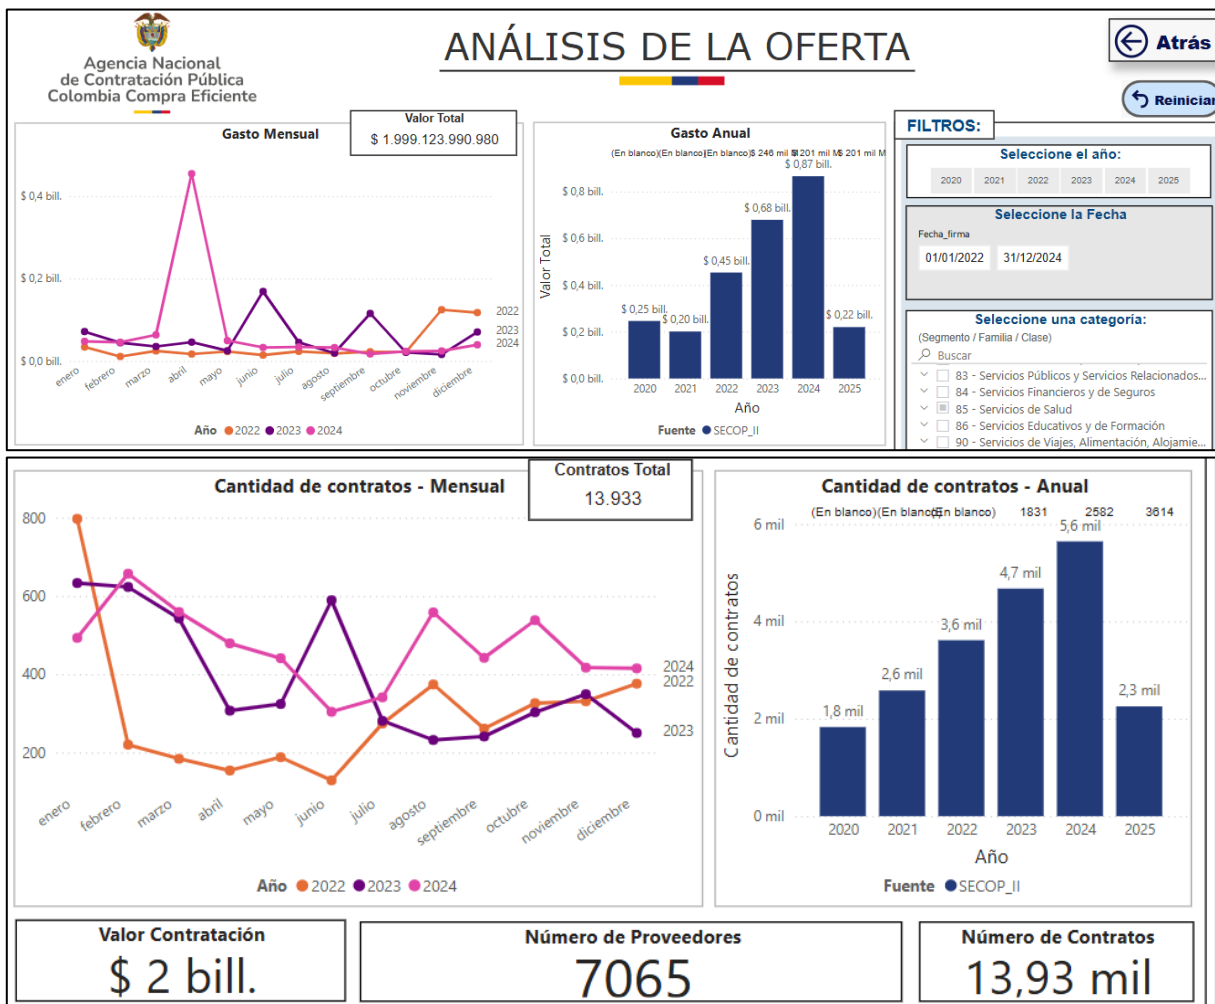 Agencia Nacional
de Contratación Pública
Colombia Compra Eficiente
ANÁLISIS DE LA OFERTA
Atrás
Reiniciar
Gasto Mensual
Valor Total
$ 1.999.123.990.980
$ 0,4 bill.
$ 0,2 bill.
$ 0,0 bill.
2022
2023
2024
enero
febrero
marzo
abril
mayo
junio
julio
agosto
septiembre
octubre
noviembre
diciembre
Año 2022 2023 2024
Gasto Anual
(En blanco) (En blanco) (En blanco) $ 246 mil M $ 201 mil M $ 201 mil M
$ 0,87 bill.
$ 0,8 bill.
$ 0,68 bill.
$ 0,6 bill.
$ 0,45 bill.
$ 0,4 bill.
$ 0,25 bill.
$ 0,20 bill.
$ 0,22 bill.
$ 0,2 bill.
$ 0,0 bill.
Valor Total
2020 2021 2022 2023 2024 2025
Año
Fuente SECOP_II
FILTROS:
Seleccione el año:
2020 2021 2022 2023 2024 2025
Seleccione la Fecha
Fecha_firma
01/01/2022 31/12/2024
Seleccione una categoría:
(Segmento / Familia / Clase)
Buscar
83 - Servicios Públicos y Servicios Relacionados...
84 - Servicios Financieros y de Seguros
85 - Servicios de Salud
86 - Servicios Educativos y de Formación
90 - Servicios de Viajes, Alimentación, Alojamie...
Cantidad de contratos - Mensual
Contratos Total
13.933
800
600
400
200
2024
2022
2023
enero
febrero
marzo
abril
mayo
junio
julio
agosto
septiembre
octubre
noviembre
diciembre
Año 2022 2023 2024
Cantidad de contratos - Anual
(En blanco) (En blanco) (En blanco) 1831 2582 3614
6 mil
5,6 mil
4,7 mil
4 mil
3,6 mil
2,6 mil
2,3 mil
2 mil
1,8 mil
0 mil
Cantidad de contratos
2020 2021 2022 2023 2024 2025
Año
Fuente SECOP_II
Valor Contratación
$ 2 bill.
Número de Proveedores
7065
Número de Contratos
13,93 mil